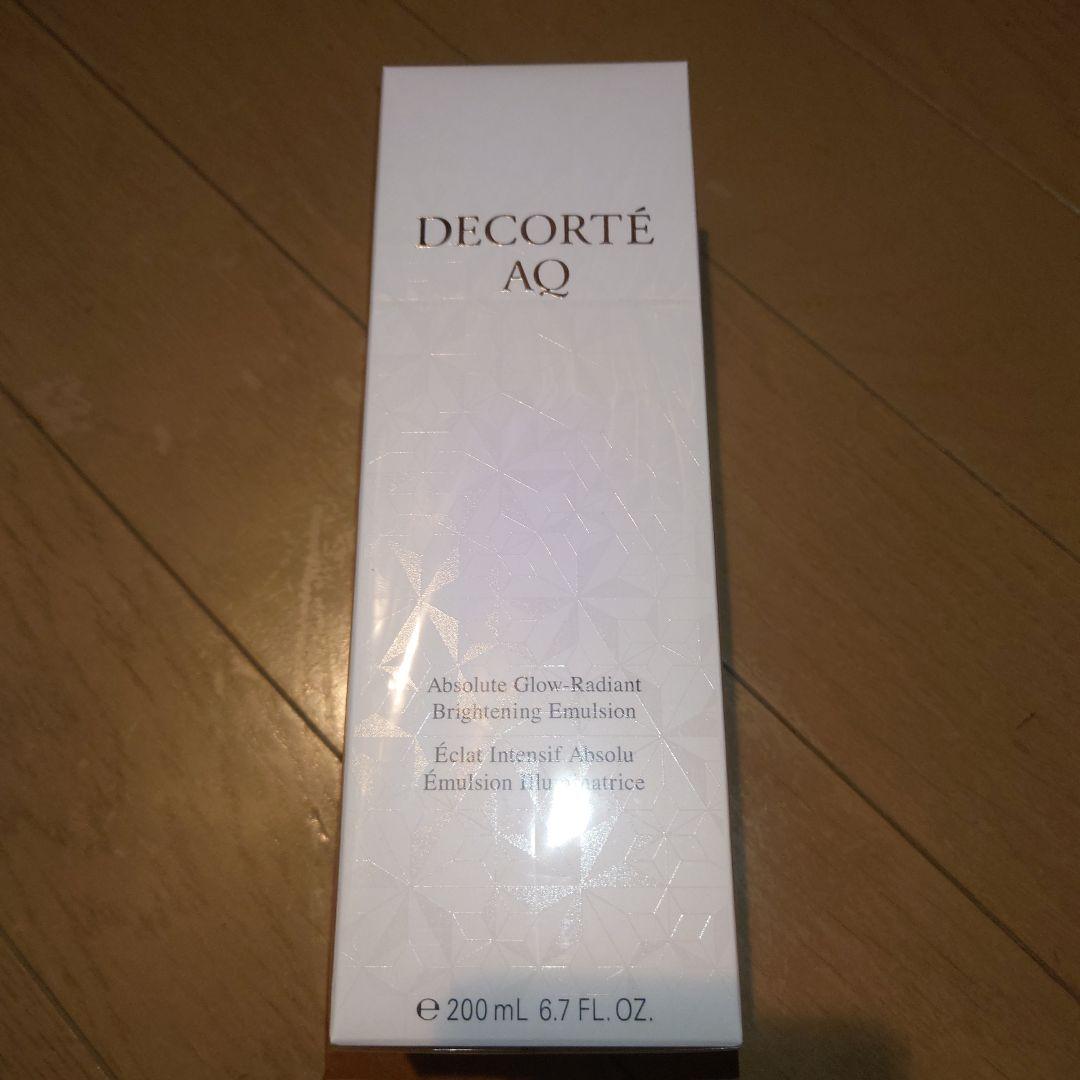 DECORTÉ
AQ
Absolute Glow-Radiant
Brightening Emulsion
Éclat Intensif Absolu
Émulsion
℮ 200 mL 6.7 FL. OZ.